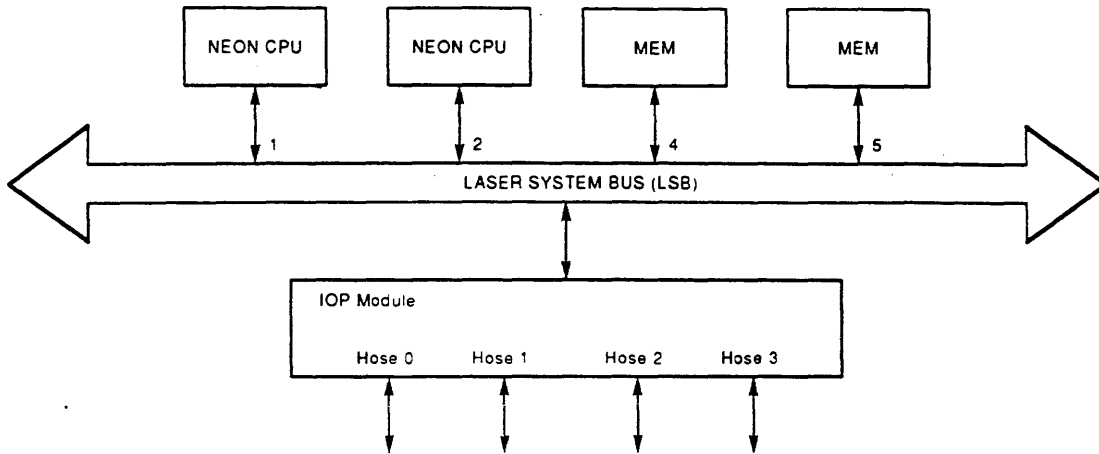 NEON CPU
NEON CPU
MEM
MEM
1
2
4
5
LASER SYSTEM BUS (LSB)
IOP Module
Hose 0
Hose 1
Hose 2
Hose 3